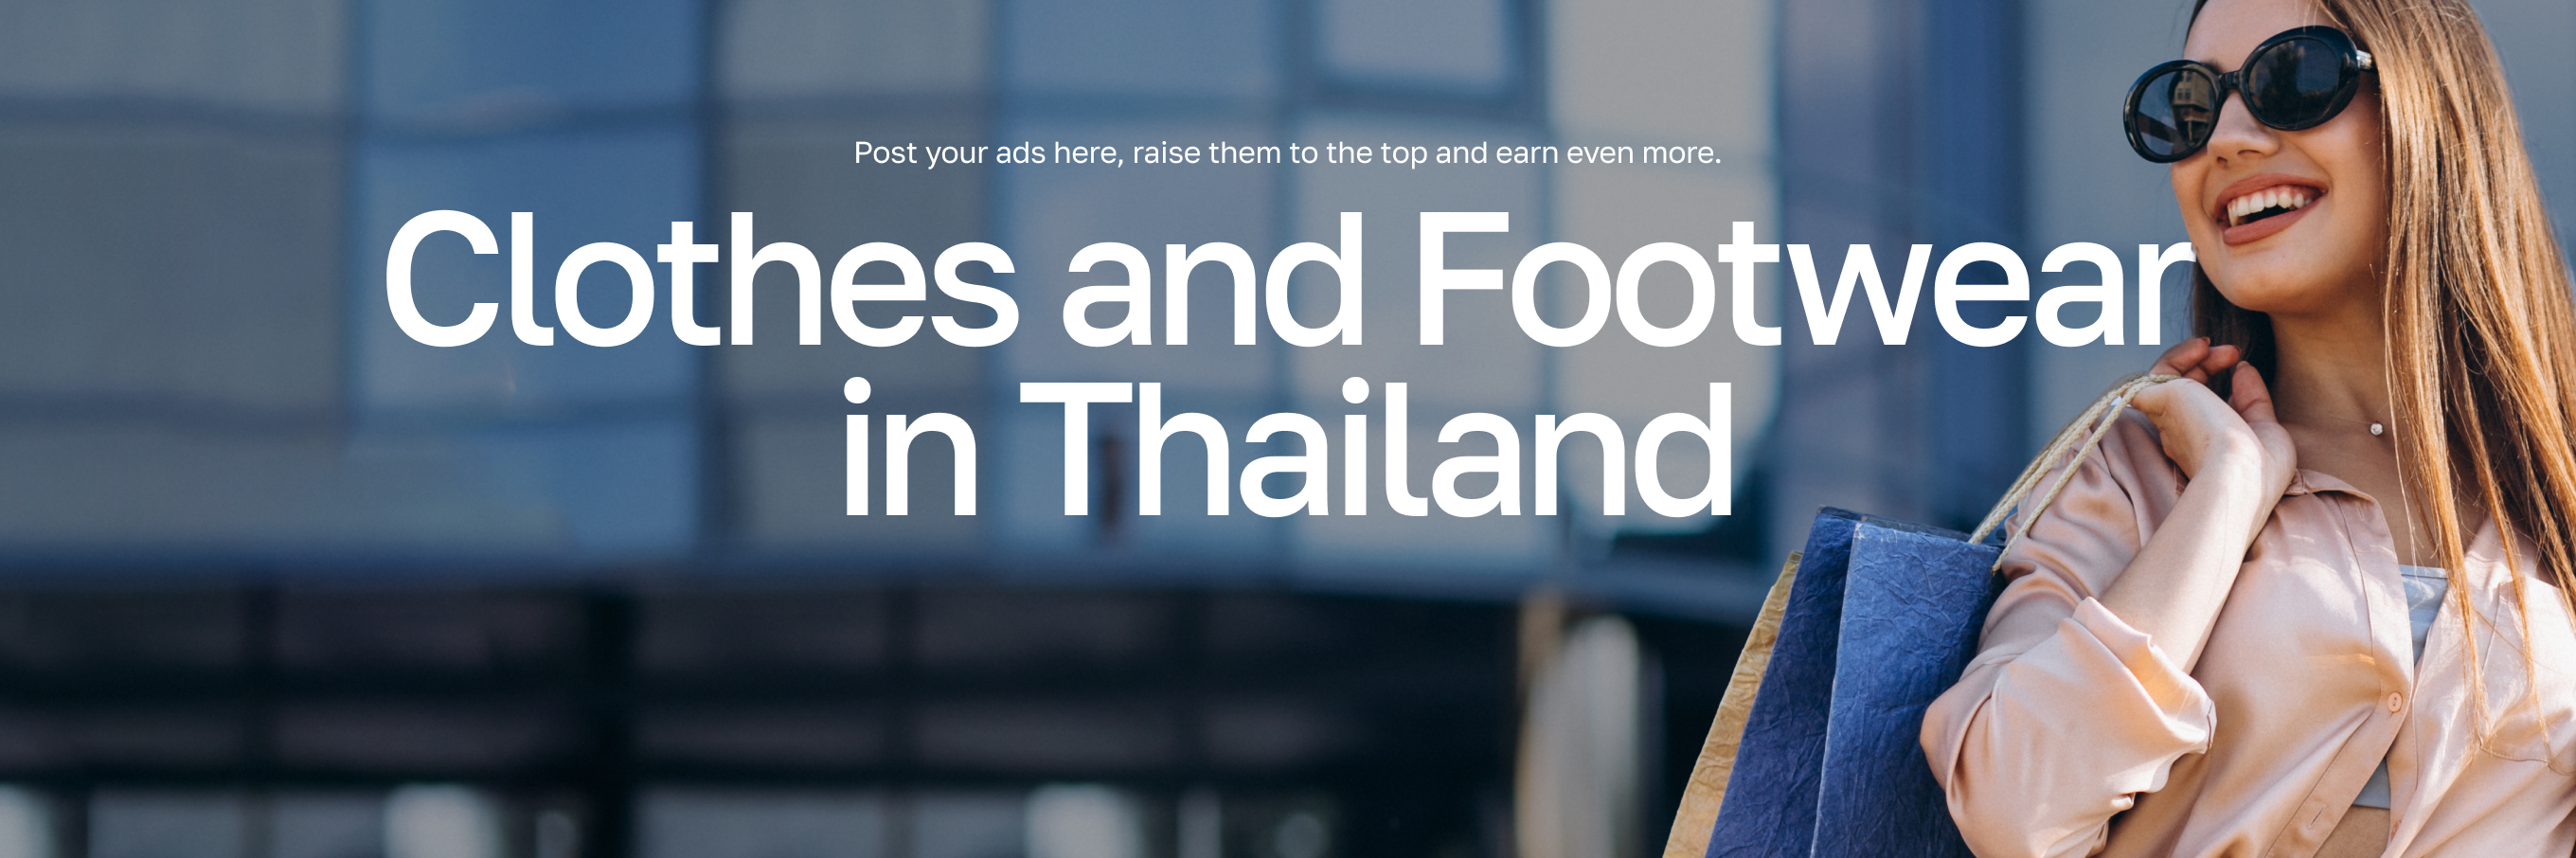 Post your ads here, raise them to the top and earn even more.
Clothes and Footwear
in Thailand